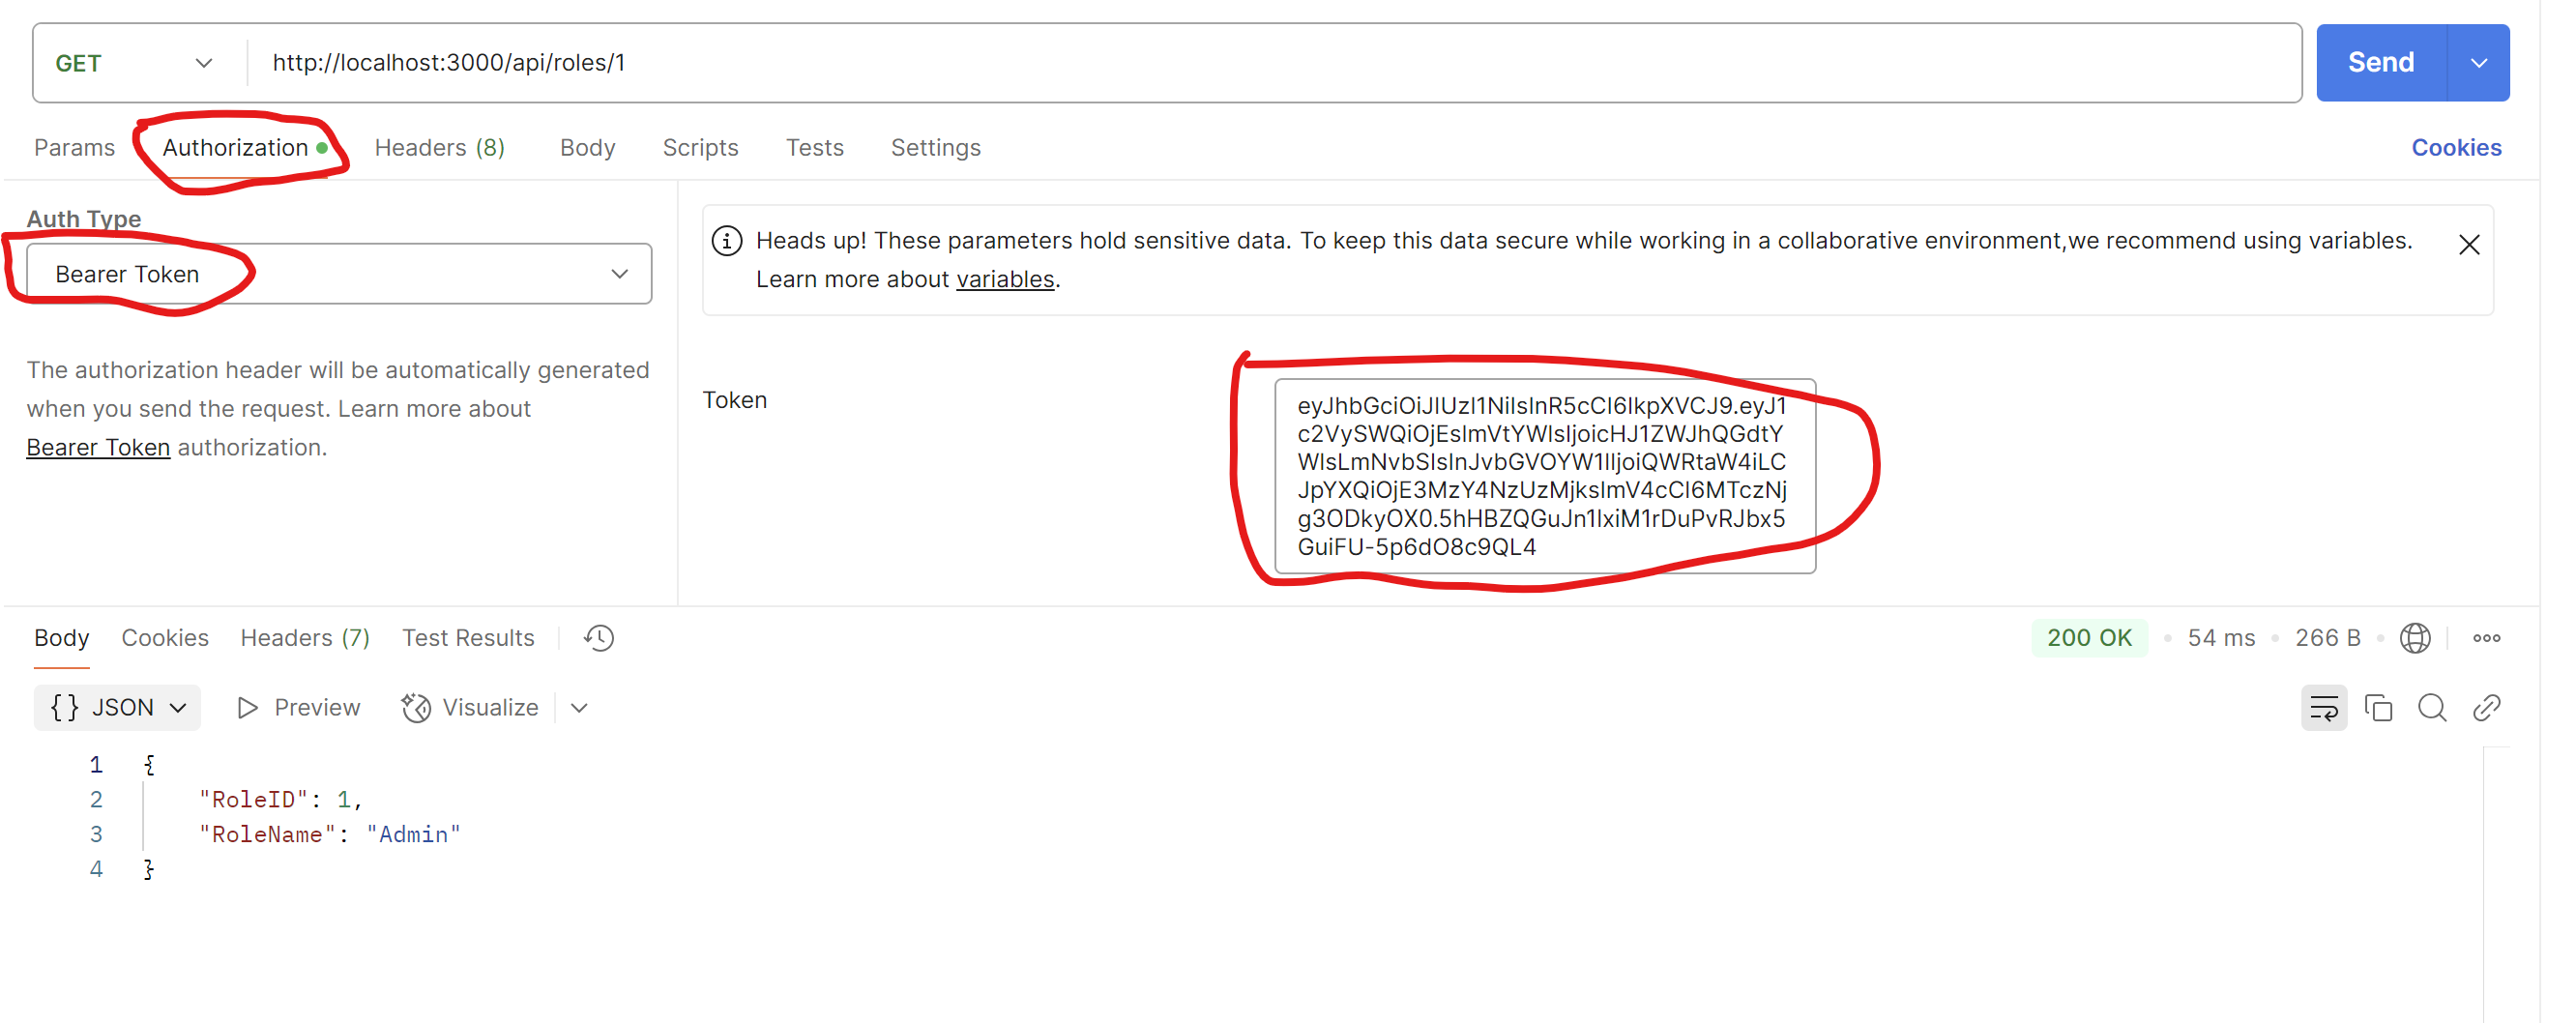 GET http://localhost:3000/api/roles/1 Send
Params Authorization Headers (8) Body Scripts Tests Settings Cookies
Auth Type
Bearer Token
The authorization header will be automatically generated
when you send the request. Learn more about
Bearer Token authorization.
Heads up! These parameters hold sensitive data. To keep this data secure while working in a collaborative environment,we recommend using variables.
Learn more about variables.
Token
eyJhbGciOiJIUzI1NiIsInR5cCI6IkpXVCJ9.eyJ1
c2VySWQiOjEsImVtYWlsIjoicHJ1ZWJhQGdtY
WlsLmNvbSIsInJvbGVOYW1lIjoiQWRtaW4iLC
JpYXQiOjE3MzY4NzUzMjksImV4cCI6MTczNj
g3ODkyOX0.5hHBZQGuJn1IxiM1rDuPvRJbx5
GuiFU-5p6dO8c9QL4
Body Cookies Headers (7) Test Results 200 OK 54 ms 266 B
{} JSON Preview Visualize
1 {
2 "RoleID": 1,
3 "RoleName": "Admin"
4 }